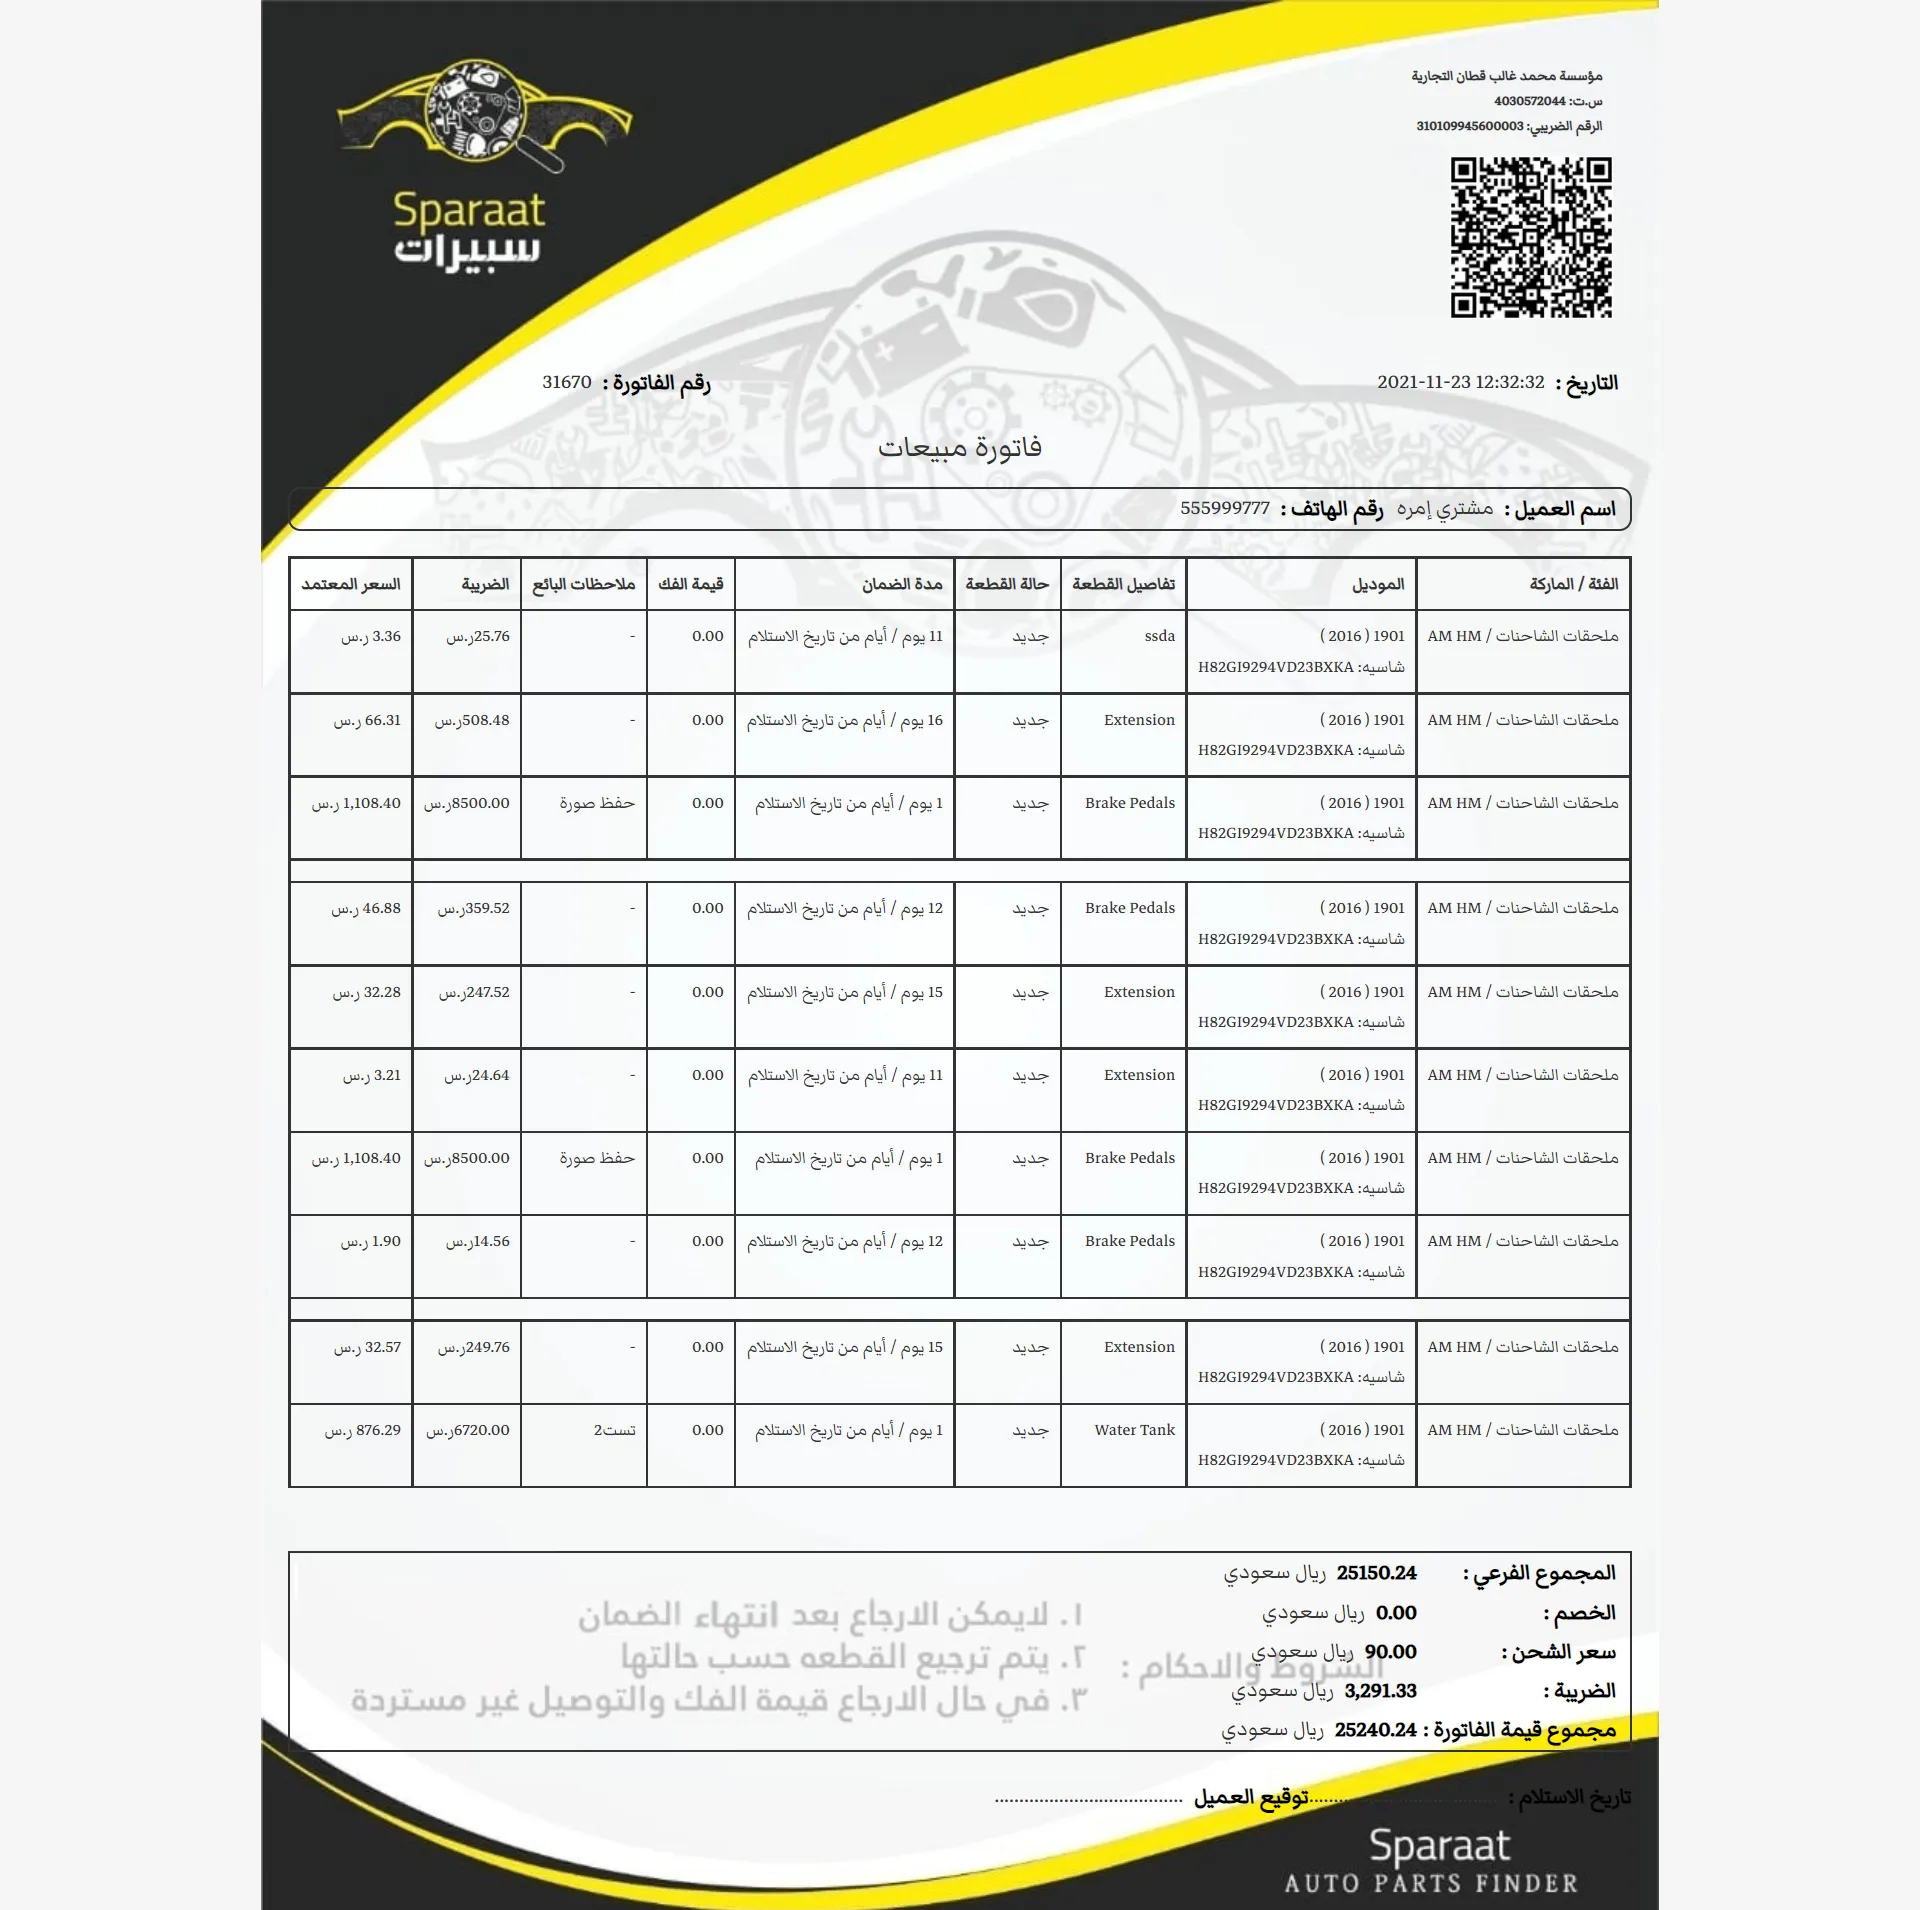 Sparaat
سبيرات
مؤسسة محمد غالب قطان التجارية
س.ت: 4030572044
الرقم الضريبي: 310109945600003
التاريخ : 2021-11-23 12:32:32 رقم الفاتورة : 31670
فاتورة مبيعات
اسم العميل : مشتري إمره رقم الهاتف : 555999777
الفئة / الماركة الموديل تفاصيل القطعة حالة القطعة مدة الضمان قيمة الفك ملاحظات البائع الضريبة السعر المعتمد
ملحقات الشاحنات / AM HM 1901 ( 2016 ) ssda جديد 11 يوم / أيام من تاريخ الاستلام 0.00 - 25.76ر.س 3.36 ر.س
شاسيه: H82GI9294VD23BXKA
ملحقات الشاحنات / AM HM 1901 ( 2016 ) Extension جديد 16 يوم / أيام من تاريخ الاستلام 0.00 - 508.48ر.س 66.31 ر.س
شاسيه: H82GI9294VD23BXKA
ملحقات الشاحنات / AM HM 1901 ( 2016 ) Brake Pedals جديد 1 يوم / أيام من تاريخ الاستلام 0.00 حفظ صورة 8500.00ر.س 1,108.40 ر.س
شاسيه: H82GI9294VD23BXKA
ملحقات الشاحنات / AM HM 1901 ( 2016 ) Brake Pedals جديد 12 يوم / أيام من تاريخ الاستلام 0.00 - 359.52ر.س 46.88 ر.س
شاسيه: H82GI9294VD23BXKA
ملحقات الشاحنات / AM HM 1901 ( 2016 ) Extension جديد 15 يوم / أيام من تاريخ الاستلام 0.00 - 247.52ر.س 32.28 ر.س
شاسيه: H82GI9294VD23BXKA
ملحقات الشاحنات / AM HM 1901 ( 2016 ) Extension جديد 11 يوم / أيام من تاريخ الاستلام 0.00 - 24.64ر.س 3.21 ر.س
شاسيه: H82GI9294VD23BXKA
ملحقات الشاحنات / AM HM 1901 ( 2016 ) Brake Pedals جديد 1 يوم / أيام من تاريخ الاستلام 0.00 حفظ صورة 8500.00ر.س 1,108.40 ر.س
شاسيه: H82GI9294VD23BXKA
ملحقات الشاحنات / AM HM 1901 ( 2016 ) Brake Pedals جديد 12 يوم / أيام من تاريخ الاستلام 0.00 - 14.56ر.س 1.90 ر.س
شاسيه: H82GI9294VD23BXKA
ملحقات الشاحنات / AM HM 1901 ( 2016 ) Extension جديد 15 يوم / أيام من تاريخ الاستلام 0.00 - 249.76ر.س 32.57 ر.س
شاسيه: H82GI9294VD23BXKA
ملحقات الشاحنات / AM HM 1901 ( 2016 ) Water Tank جديد 1 يوم / أيام من تاريخ الاستلام 0.00 تست2 6720.00ر.س 876.29 ر.س
شاسيه: H82GI9294VD23BXKA
المجموع الفرعي : 25150.24 ريال سعودي
الخصم : 0.00 ريال سعودي
سعر الشحن : 90.00 ريال سعودي
الضريبة : 3,291.33 ريال سعودي
مجموع قيمة الفاتورة : 25240.24 ريال سعودي
الشروط والاحكام :
١. لايمكن الارجاع بعد انتهاء الضمان
٢. يتم ترجيع القطعه حسب حالتها
٣. في حال الارجاع قيمة الفك والتوصيل غير مستردة
تاريخ الاستلام : ......................................توقيع العميل ......................................
Sparaat
AUTO PARTS FINDER